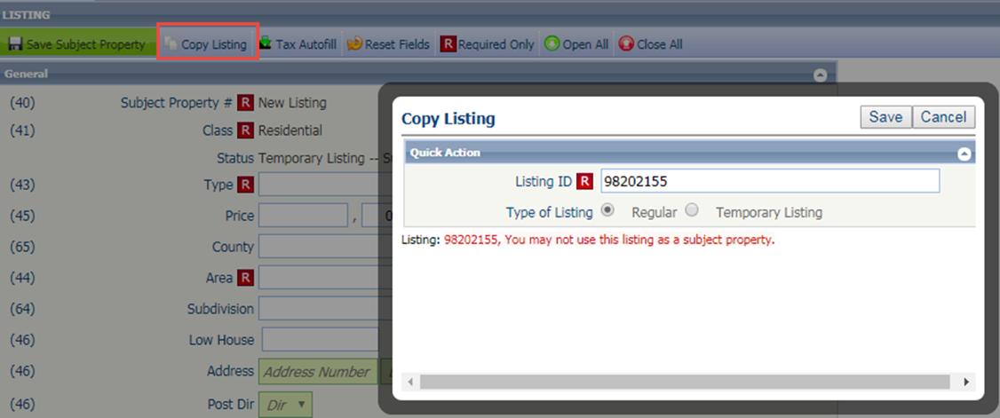 LISTING
Save Subject Property Copy Listing Tax Autofill Reset Fields R Required Only Open All Close All
General
(40) Subject Property # R New Listing
(41) Class R Residential
Status Temporary Listing --
(43) Type R
(45) Price , 0
(65) County
(44) Area R
(64) Subdivision
(46) Low House
(46) Address Address Number
(46) Post Dir Dir
Copy Listing Save Cancel
Quick Action
Listing ID R 98202155
Type of Listing Regular Temporary Listing
Listing: 98202155, You may not use this listing as a subject property.